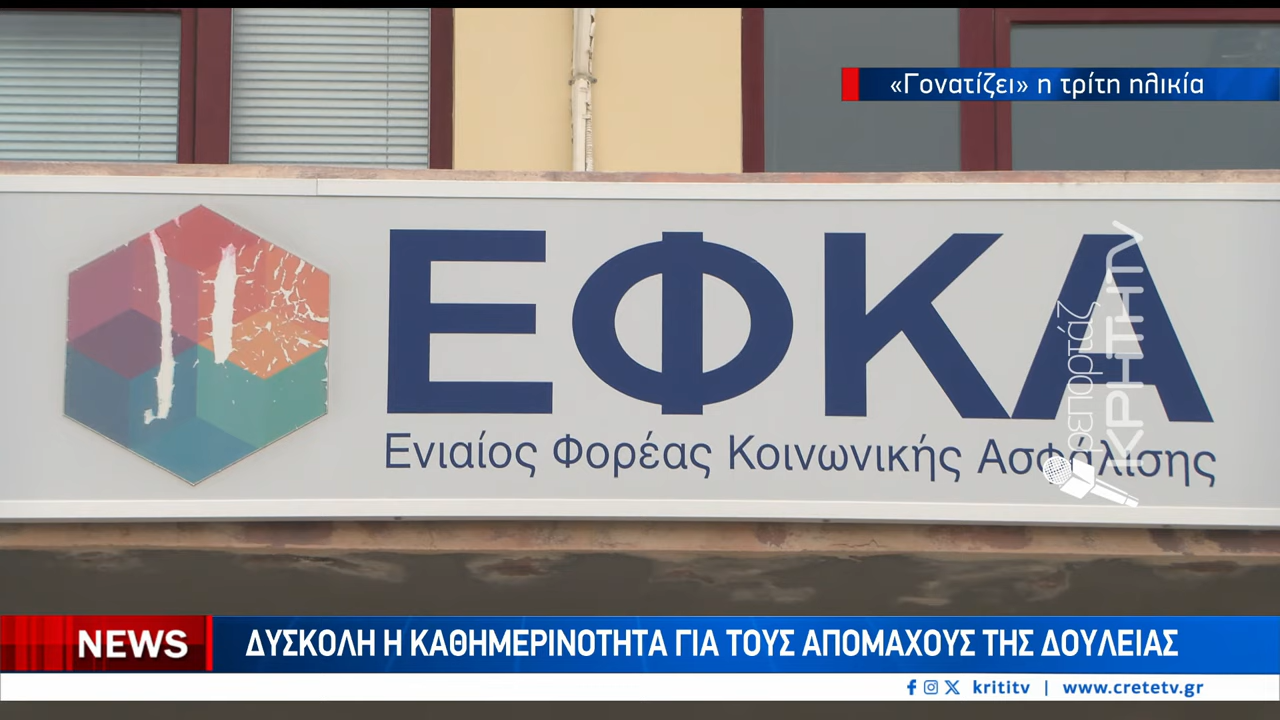 «Γονατίζει» η τρίτη ηλικία
ΕΦΚΑ
Ενιαίος Φορέας Κοινωνικής Ασφάλισης
ρεπορτάζ
ΚΡΗΤΗ TV
NEWS
ΔΥΣΚΟΛΗ Η ΚΑΘΗΜΕΡΙΝΟΤΗΤΑ ΓΙΑ ΤΟΥΣ ΑΠΟΜΑΧΟΥΣ ΤΗΣ ΔΟΥΛΕΙΑΣ
krititv | www.cretetv.gr